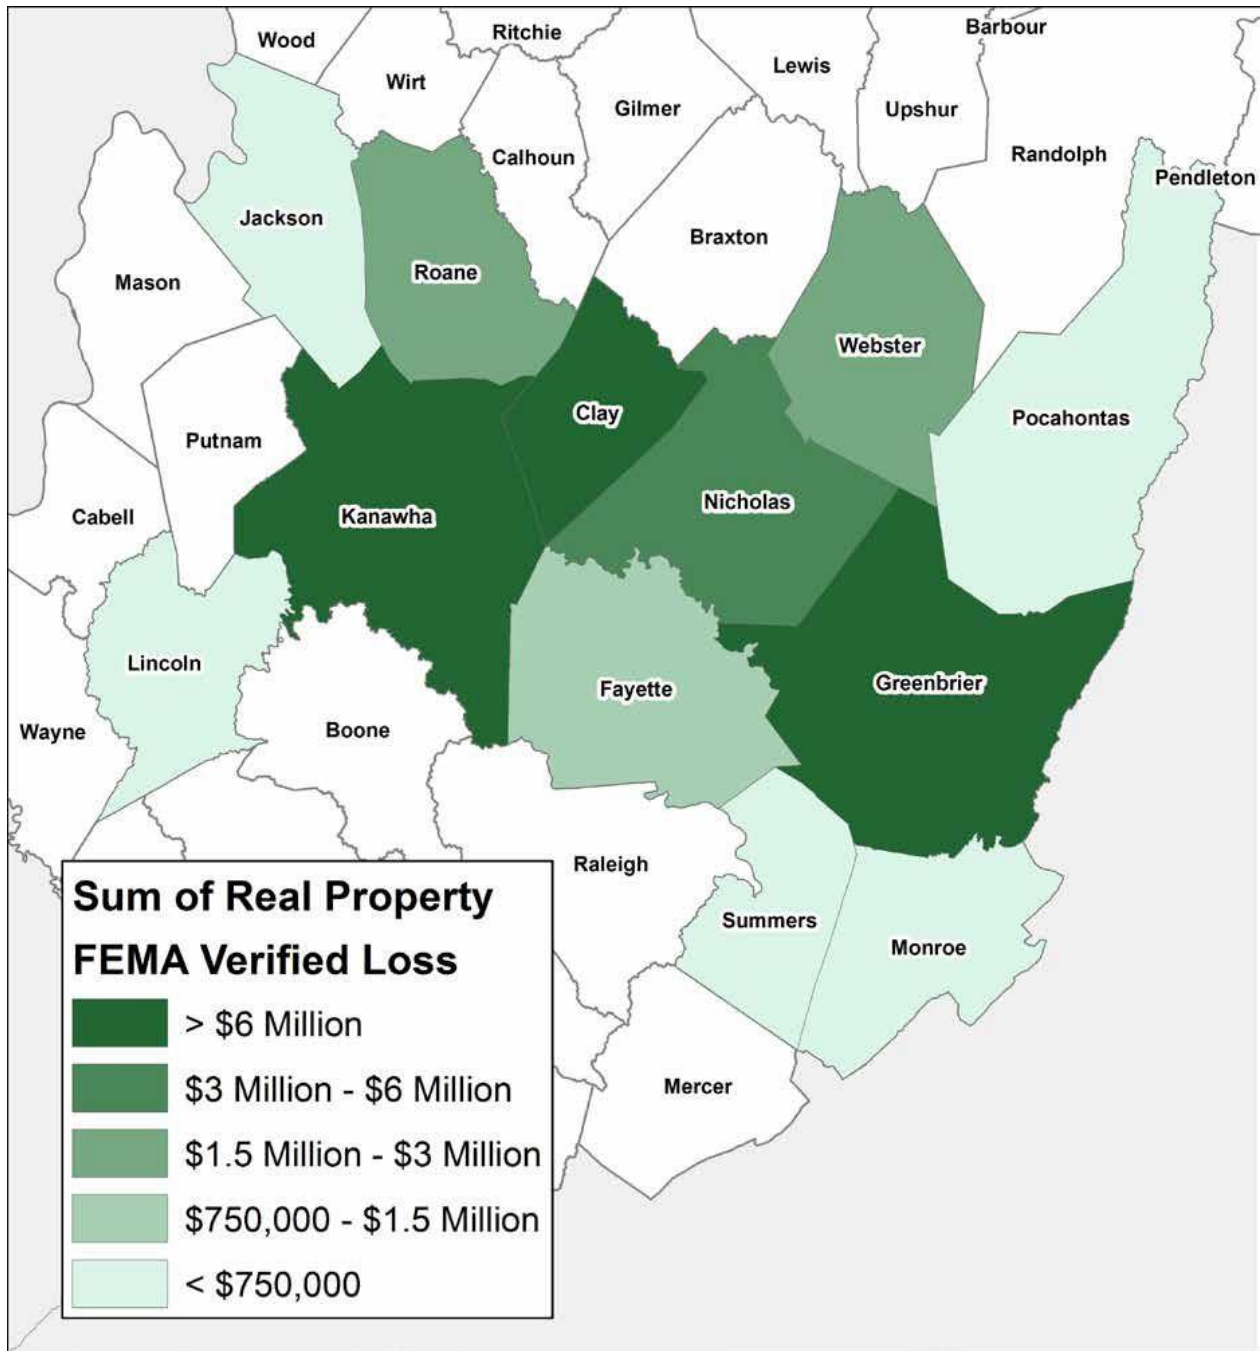 Wood
Ritchie
Barbour
Wirt
Lewis
Gilmer
Upshur
Calhoun
Randolph
Pendleton
Jackson
Braxton
Roane
Mason
Webster
Clay
Pocahontas
Putnam
Nicholas
Kanawha
Cabell
Lincoln
Greenbrier
Fayette
Boone
Wayne
Raleigh
Summers
Monroe
Mercer
Sum of Real Property
FEMA Verified Loss
> $6 Million
$3 Million - $6 Million
$1.5 Million - $3 Million
$750,000 - $1.5 Million
< $750,000